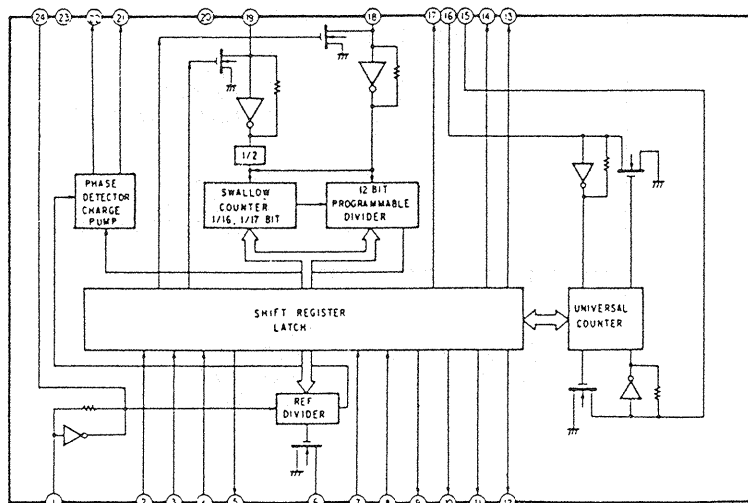 24 23 22 21 20 19 18 17 16 15 14 13
1/2
PHASE
DETECTOR
CHARGE
PUMP
SWALLOW
COUNTER
1/16, 1/17 BIT
12 BIT
PROGRAMMABLE
DIVIDER
SHIFT REGISTER
LATCH
UNIVERSAL
COUNTER
REF
DIVIDER
1 2 3 4 5 6 7 8 9 10 11 12